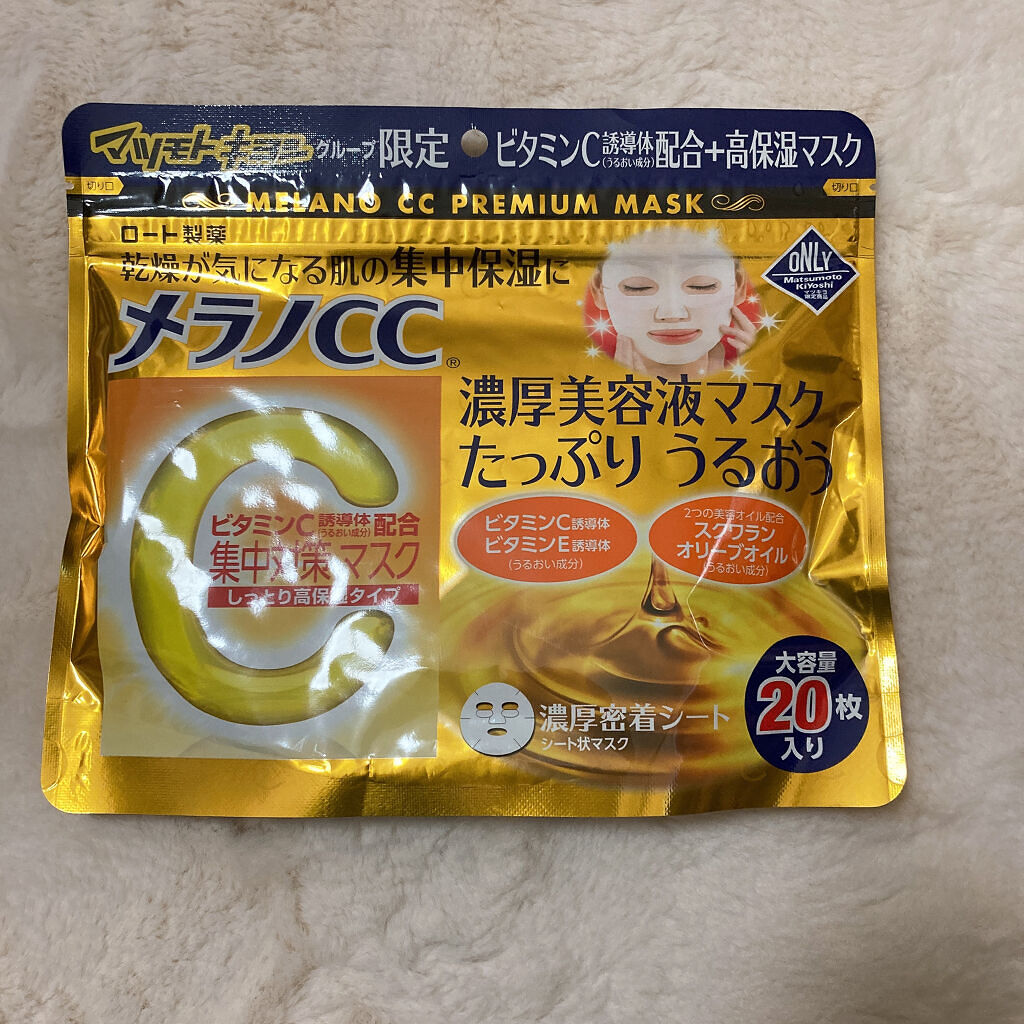 マツモトキヨシグループ限定 ビタミンC誘導体(うるおい成分)配合+高保湿マスク
切り口 切り口
MELANO CC PREMIUM MASK
ロート製薬
乾燥が気になる肌の集中保湿に
ONLY
Matsumoto
KiYoshi
マツキヨ
限定商品
メラノCC®
濃厚美容液マスク
たっぷり うるおう
ビタミンC誘導体
ビタミンE誘導体
(うるおい成分)
2つの美容オイル配合
スクワラン
オリーブオイル
(うるおい成分)
ビタミンC誘導体(うるおい成分)配合
集中対策マスク
しっとり高保湿タイプ
濃厚密着シート
シート状マスク
大容量
20枚
入り